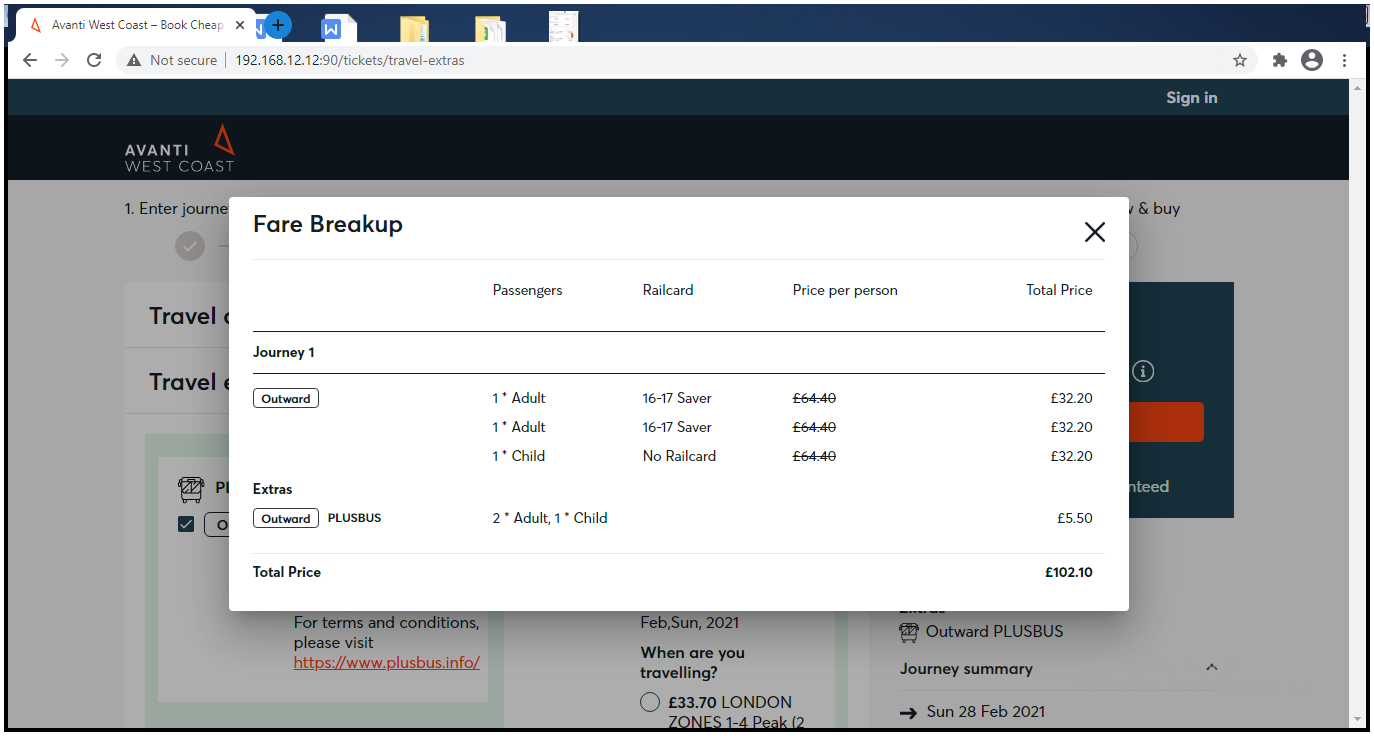 Avanti West Coast – Book Cheap
Not secure
192.168.12.12:90/tickets/travel-extras
Sign in
AVANTI
WEST COAST
1. Enter journe
& buy
Fare Breakup
Travel
Travel
Passengers
Railcard
Price per person
Total Price
Journey 1
Outward
1 * Adult
16-17 Saver
£64.40
£32.20
1 * Adult
16-17 Saver
£64.40
£32.20
1 * Child
No Railcard
£64.40
£32.20
nteed
Extras
Outward
PLUSBUS
2 * Adult, 1 * Child
£5.50
Total Price
£102.10
For terms and conditions,
please visit
https://www.plusbus.info/
Feb,Sun, 2021
When are you
travelling?
£33.70 LONDON
ZONES 1-4 Peak (2
Extras
Outward PLUSBUS
Journey summary
Sun 28 Feb 2021